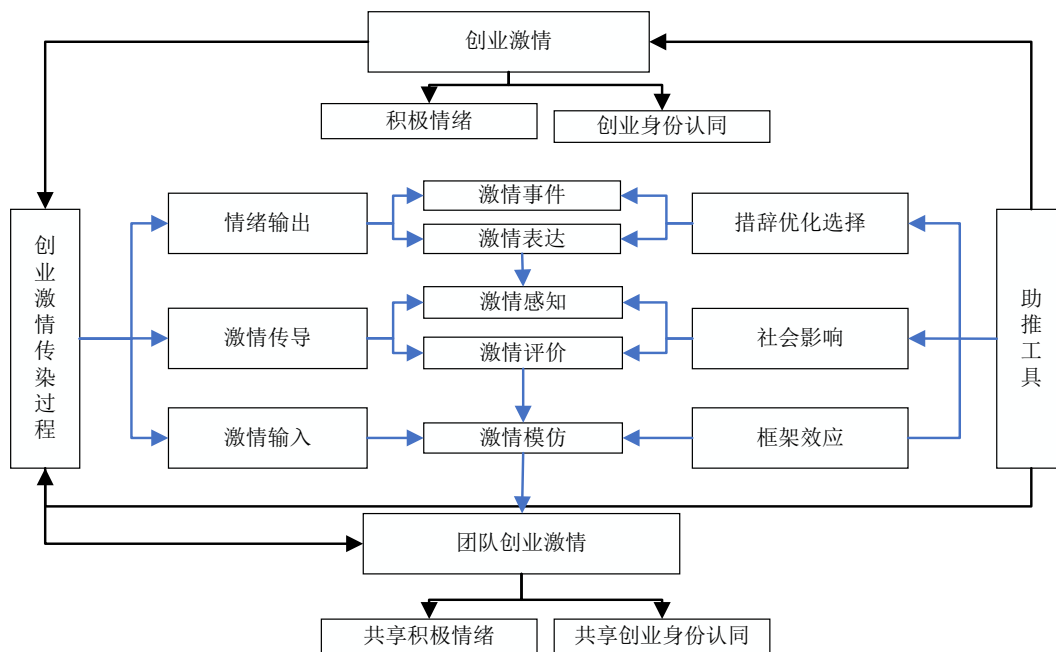 创业激情
积极情绪
创业身份认同
创业激情传染过程
情绪输出
激情事件
激情表达
措辞优化选择
激情传导
激情感知
激情评价
社会影响
激情输入
激情模仿
框架效应
助推工具
团队创业激情
共享积极情绪
共享创业身份认同